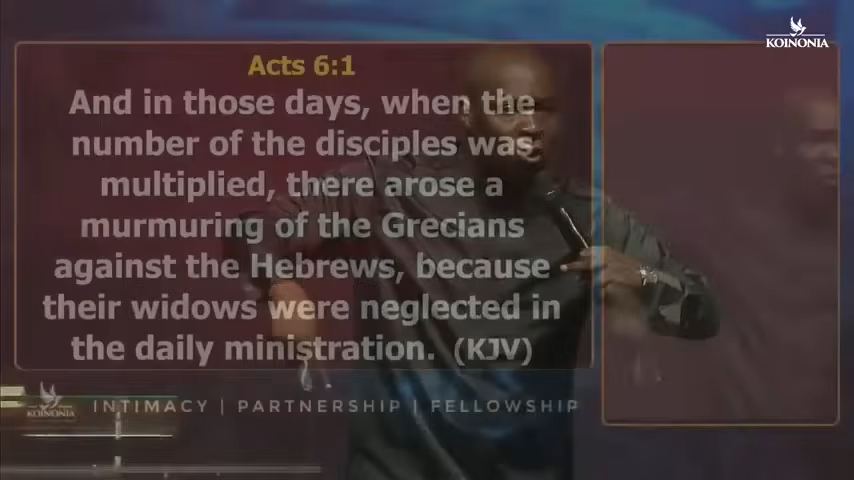 KOINONIA
Acts 6:1
And in those days, when the
number of the disciples was
multiplied, there arose a
murmuring of the Grecians
against the Hebrews, because
their widows were neglected in
the daily ministration. (KJV)
KOINONIA
INTIMACY | PARTNERSHIP | FELLOWSHIP